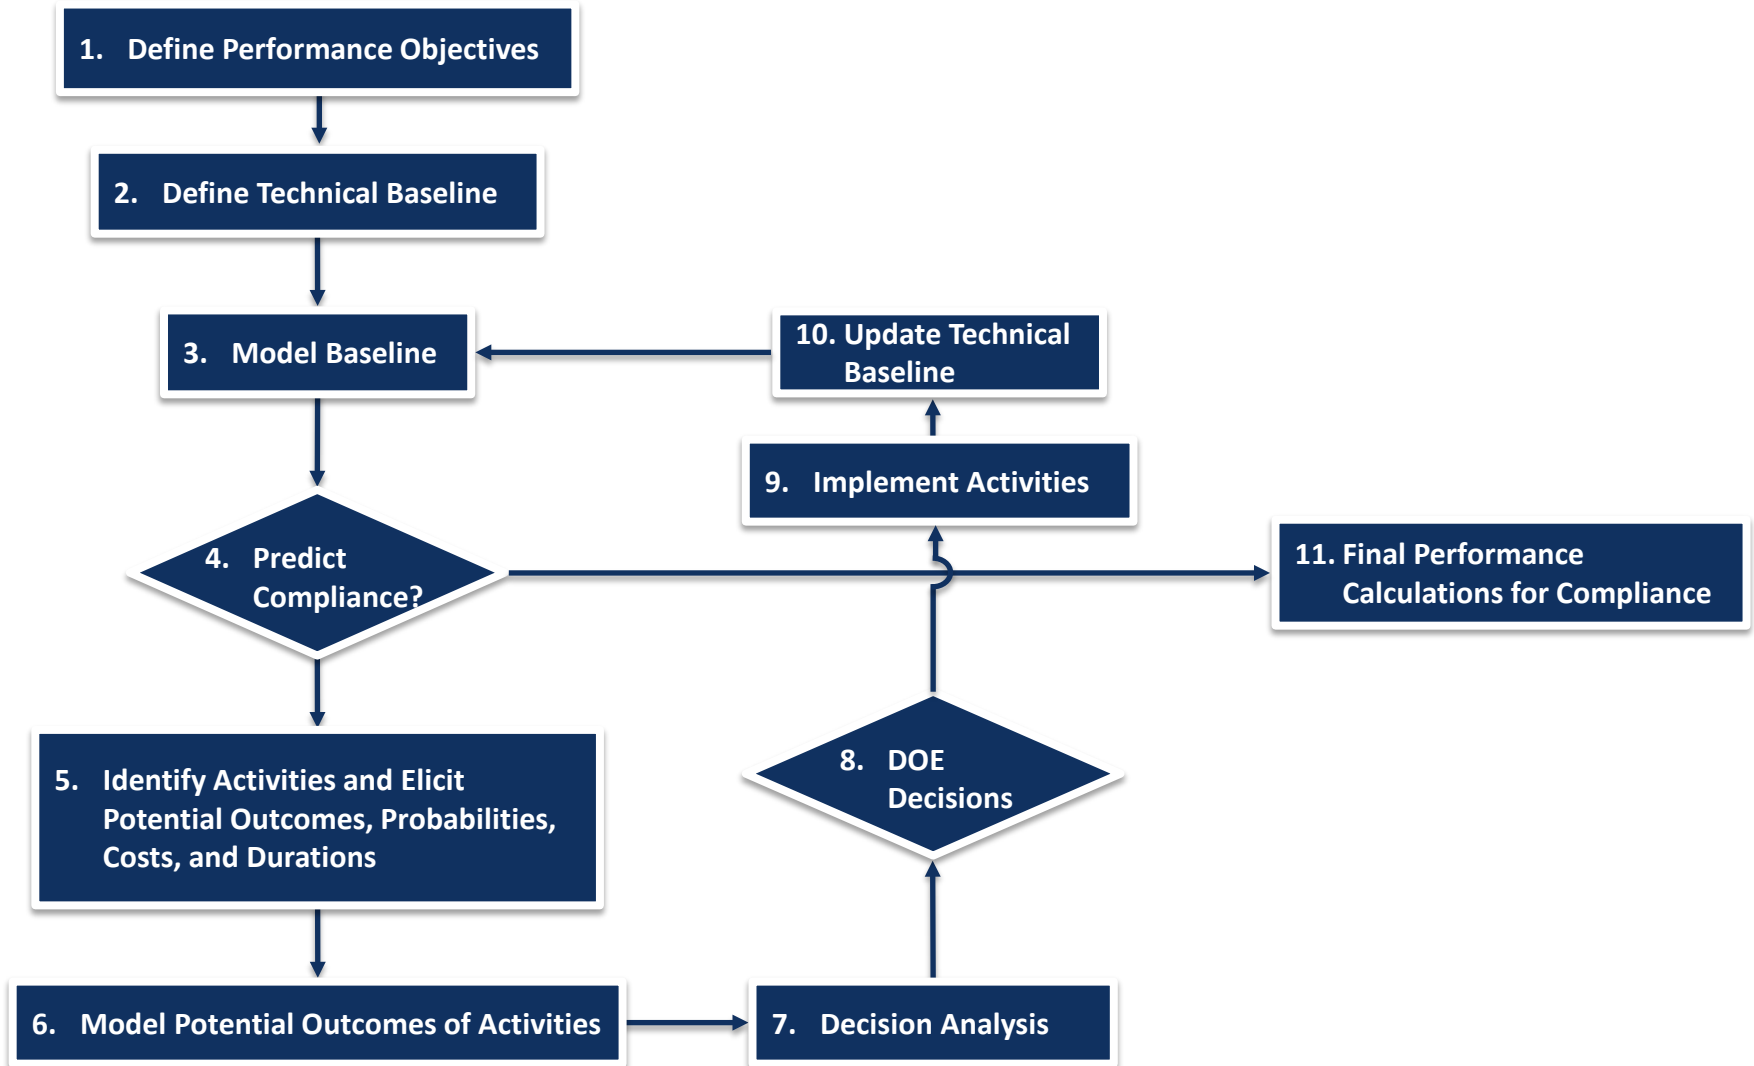 1. Define Performance Objectives
2. Define Technical Baseline
3. Model Baseline
4. Predict
Compliance?
5. Identify Activities and Elicit
Potential Outcomes, Probabilities,
Costs, and Durations
6. Model Potential Outcomes of Activities
7. Decision Analysis
8. DOE
Decisions
9. Implement Activities
10. Update Technical
Baseline
11. Final Performance
Calculations for Compliance